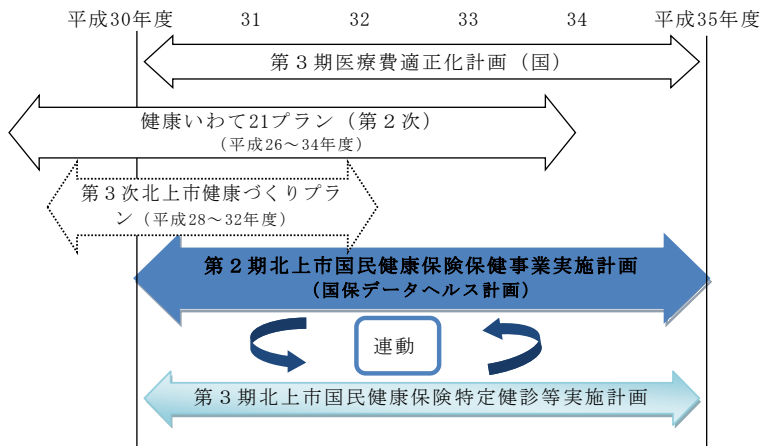 平成30年度 31 32 33 34 平成35年度
第３期医療費適正化計画（国）
健康いわて21プラン（第２次）
（平成26～34年度）
第３次北上市健康づくりプラ
ン（平成28～32年度）
第２期北上市国民健康保険保健事業実施計画
（国保データヘルス計画）
連動
第３期北上市国民健康保険特定健診等実施計画